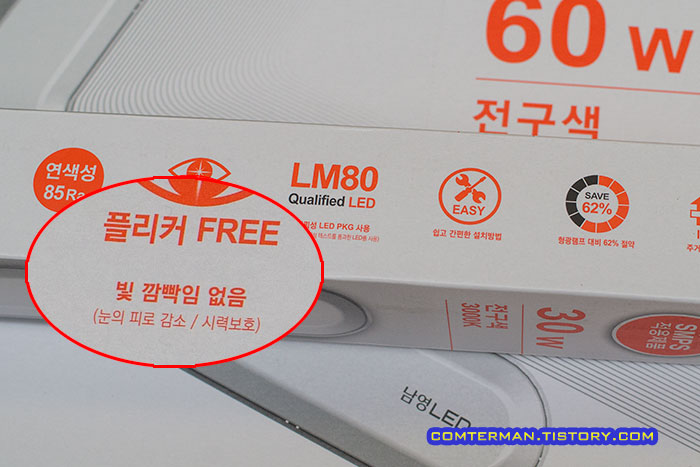 60 W
전구색
연색성
85Ra
플리커 FREE
빛 깜빡임 없음
(눈의 피로 감소 / 시력보호)
LM80
Qualified LED
LED PKG 사용
EASY
쉽고 간편한 설치방법
SAVE
62%
형광램프 대비 62% 절약
30W
전구색
3000K
SMPS
남영LED
COMTERMAN.TISTORY.COM